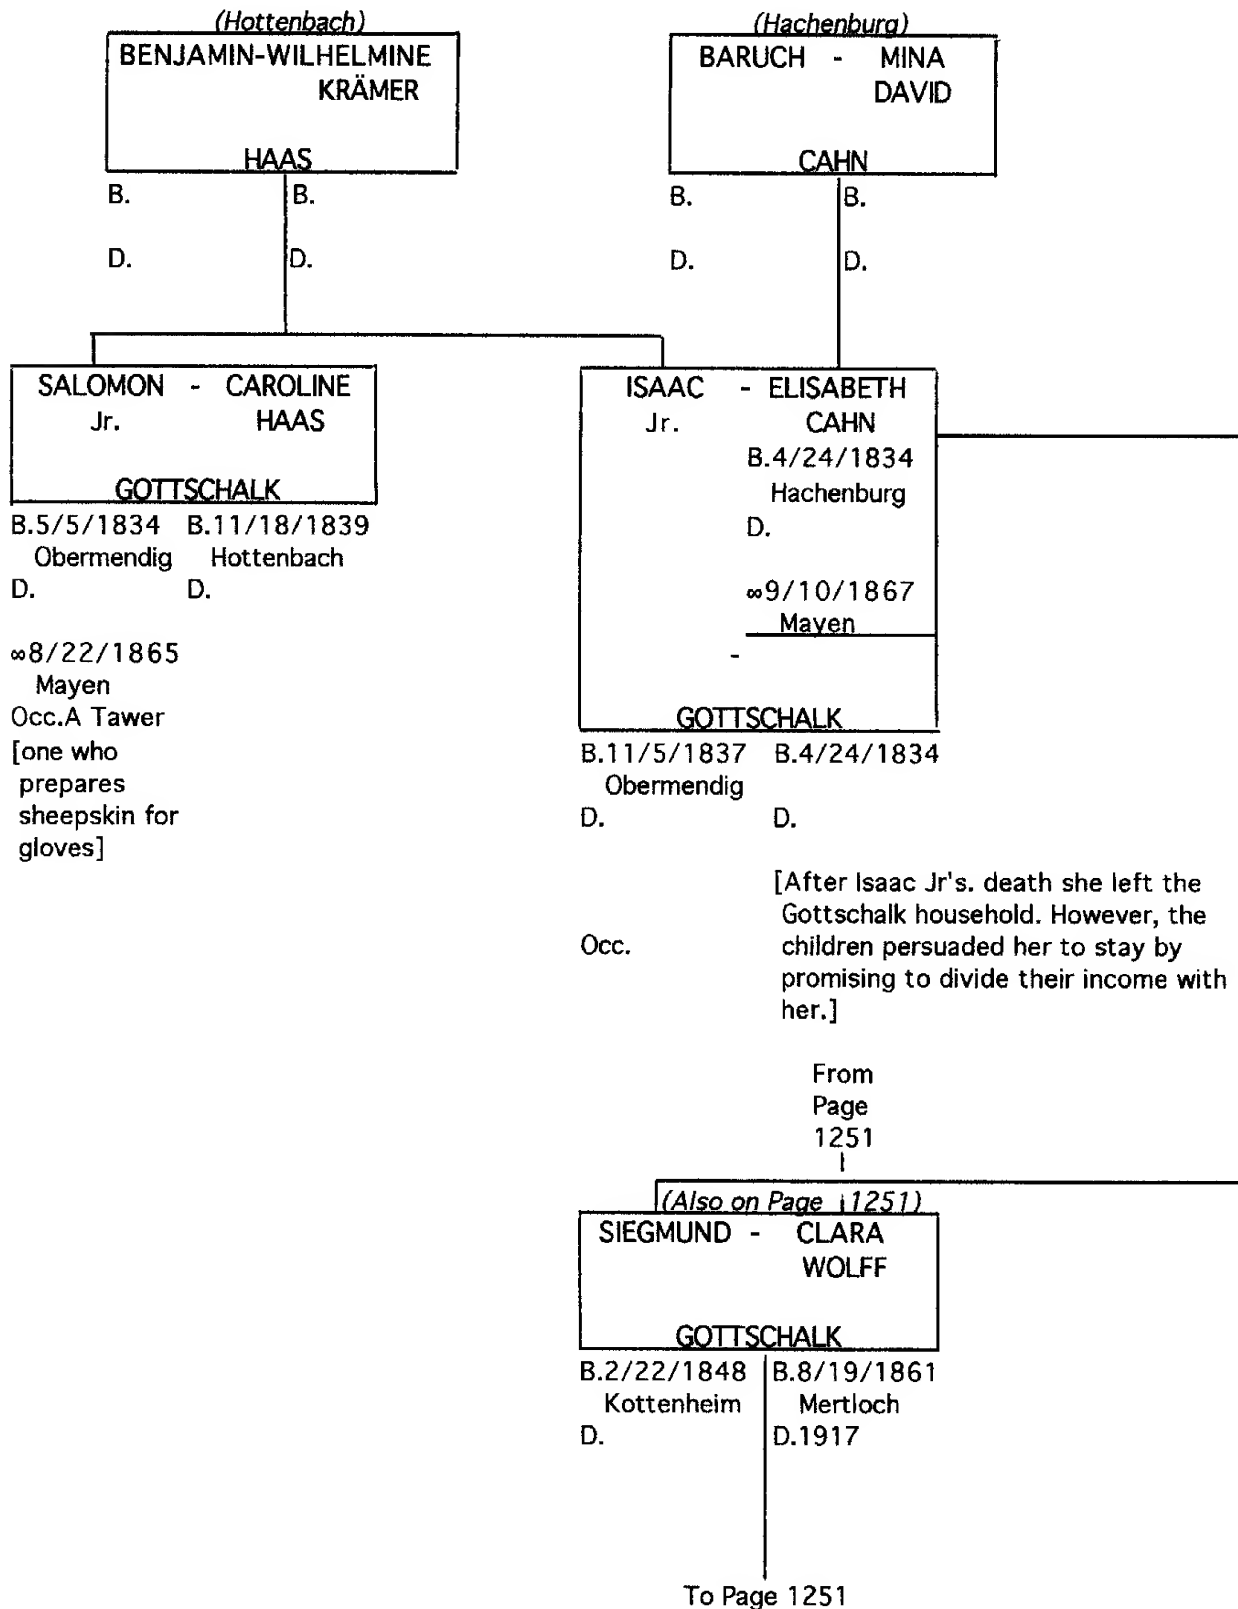 (Hottenbach)
BENJAMIN-WILHELMINE
KRÄMER
HAAS
B. B.
D. D.
(Hachenburg)
BARUCH - MINA
DAVID
CAHN
B. B.
D. D.
SALOMON - CAROLINE
Jr. HAAS
GOTTSCHALK
B.5/5/1834 B.11/18/1839
Obermendig Hottenbach
D. D.
∞8/22/1865
Mayen
Occ.A Tawer
[one who
prepares
sheepskin for
gloves]
ISAAC - ELISABETH
Jr. CAHN
B.4/24/1834
Hachenburg
D.
∞9/10/1867
Mayen
-
GOTTSCHALK
B.11/5/1837 B.4/24/1834
Obermendig
D. D.
[After Isaac Jr's. death she left the
Gottschalk household. However, the
Occ. children persuaded her to stay by
promising to divide their income with
her.]
From
Page
1251
(Also on Page 1251)
SIEGMUND - CLARA
WOLFF
GOTTSCHALK
B.2/22/1848 B.8/19/1861
Kottenheim Mertloch
D. D.1917
To Page 1251